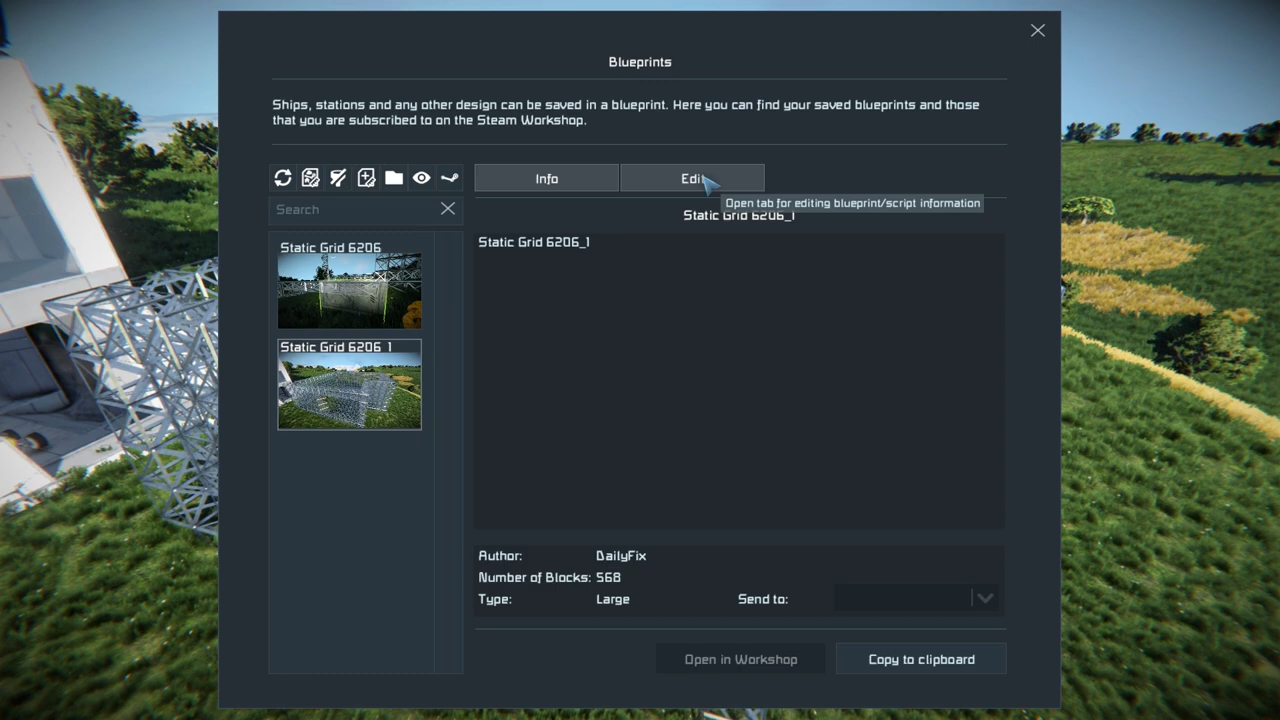 Blueprints
Ships, stations and any other design can be saved in a blueprint. Here you can find your saved blueprints and those
that you are subscribed to on the Steam Workshop.
Info
Edit
Open tab for editing blueprint/script information
Search
Static Grid 6206_1
Static Grid 6206
Static Grid 6206_1
Static Grid 6206 1
Author: DailyFix
Number of Blocks: 568
Type: Large
Send to:
Open in Workshop
Copy to clipboard